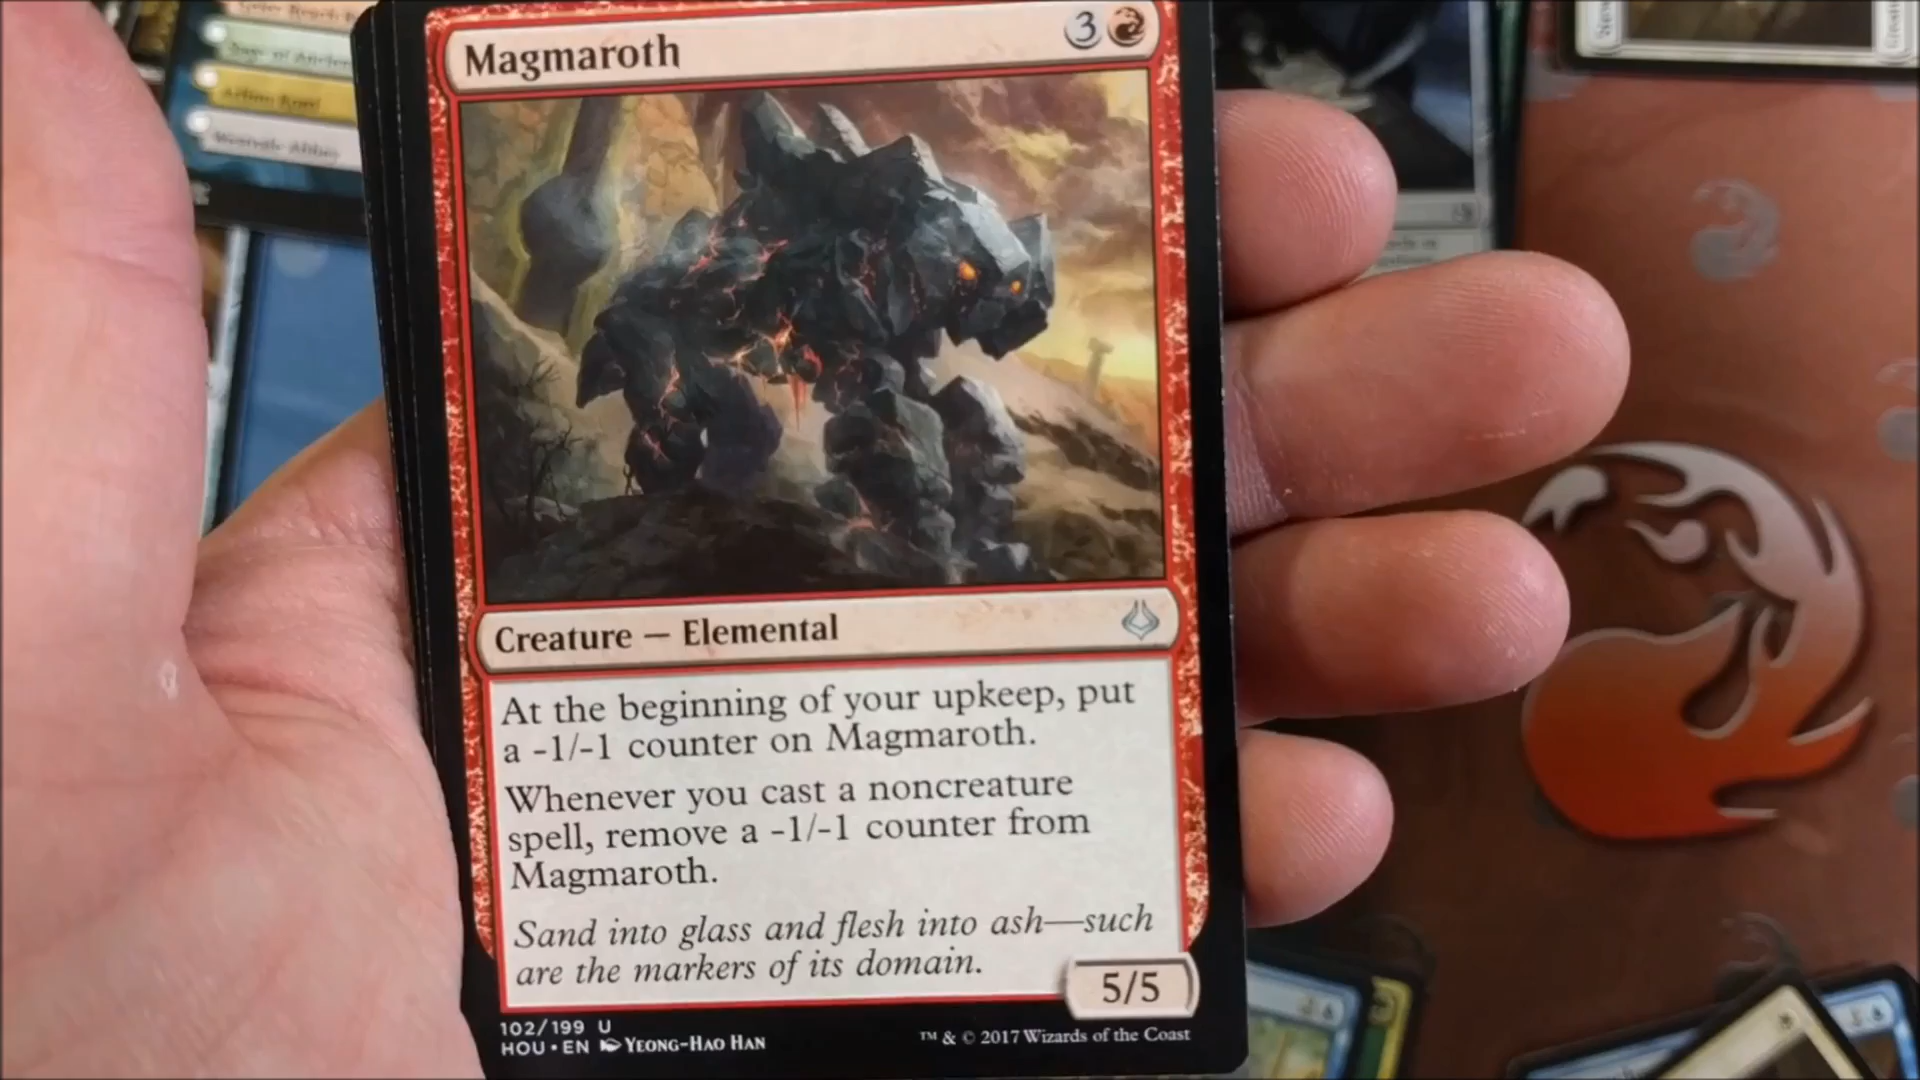 Magmaroth 3
Creature — Elemental
At the beginning of your upkeep, put
a -1/-1 counter on Magmaroth.
Whenever you cast a noncreature
spell, remove a -1/-1 counter from
Magmaroth.
Sand into glass and flesh into ash—such
are the markers of its domain.
5/5
102/199 U
HOU • EN YEONG-HAO HAN
™ & © 2017 Wizards of the Coast